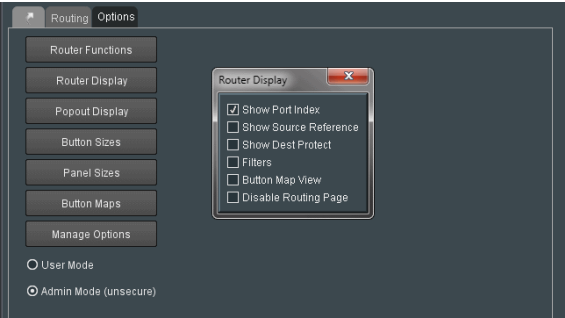 Routing Options
Router Functions
Router Display
Popout Display
Button Sizes
Panel Sizes
Button Maps
Manage Options
User Mode
Admin Mode (unsecure)
Router Display
Show Port Index
Show Source Reference
Show Dest Protect
Filters
Button Map View
Disable Routing Page